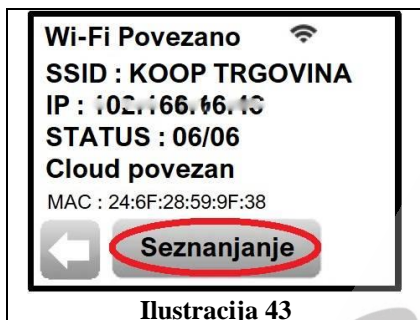 Wi-Fi Povezano
SSID : KOOP TRGOVINA
IP :
STATUS : 06/06
Cloud povezan
MAC : 24:6F:28:59:9F:38
Seznanjanje
Ilustracija 43